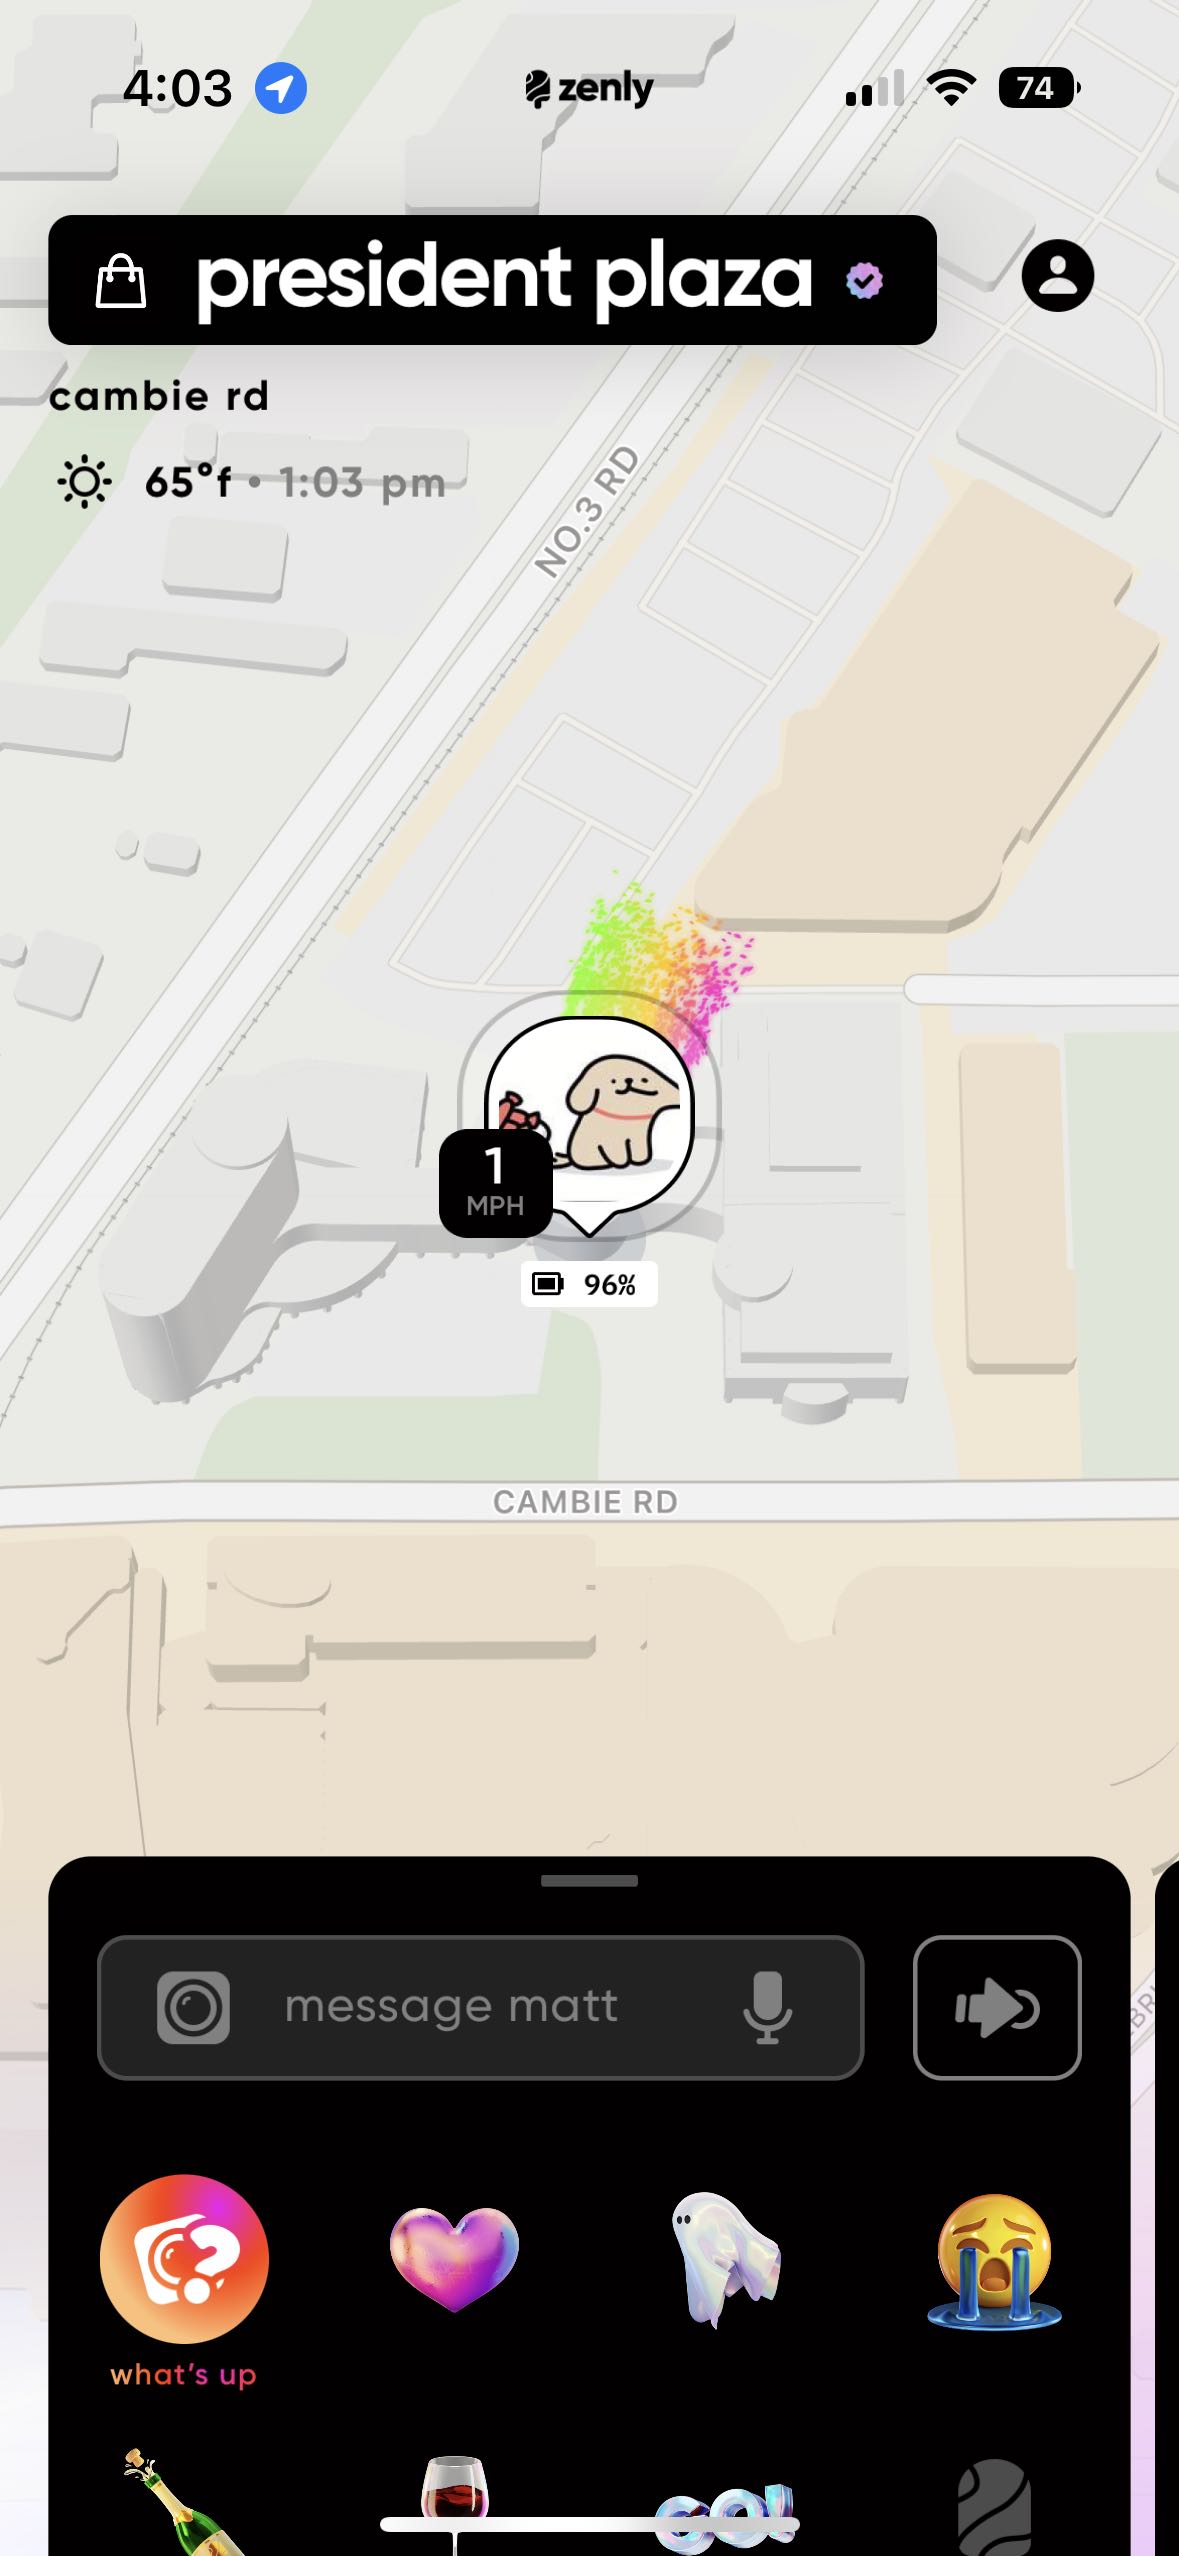 4:03
zenly
74
president plaza
cambie rd
65°f • 1:03 pm
NO.3 RD
1
MPH
96%
CAMBIE RD
message matt
what's up